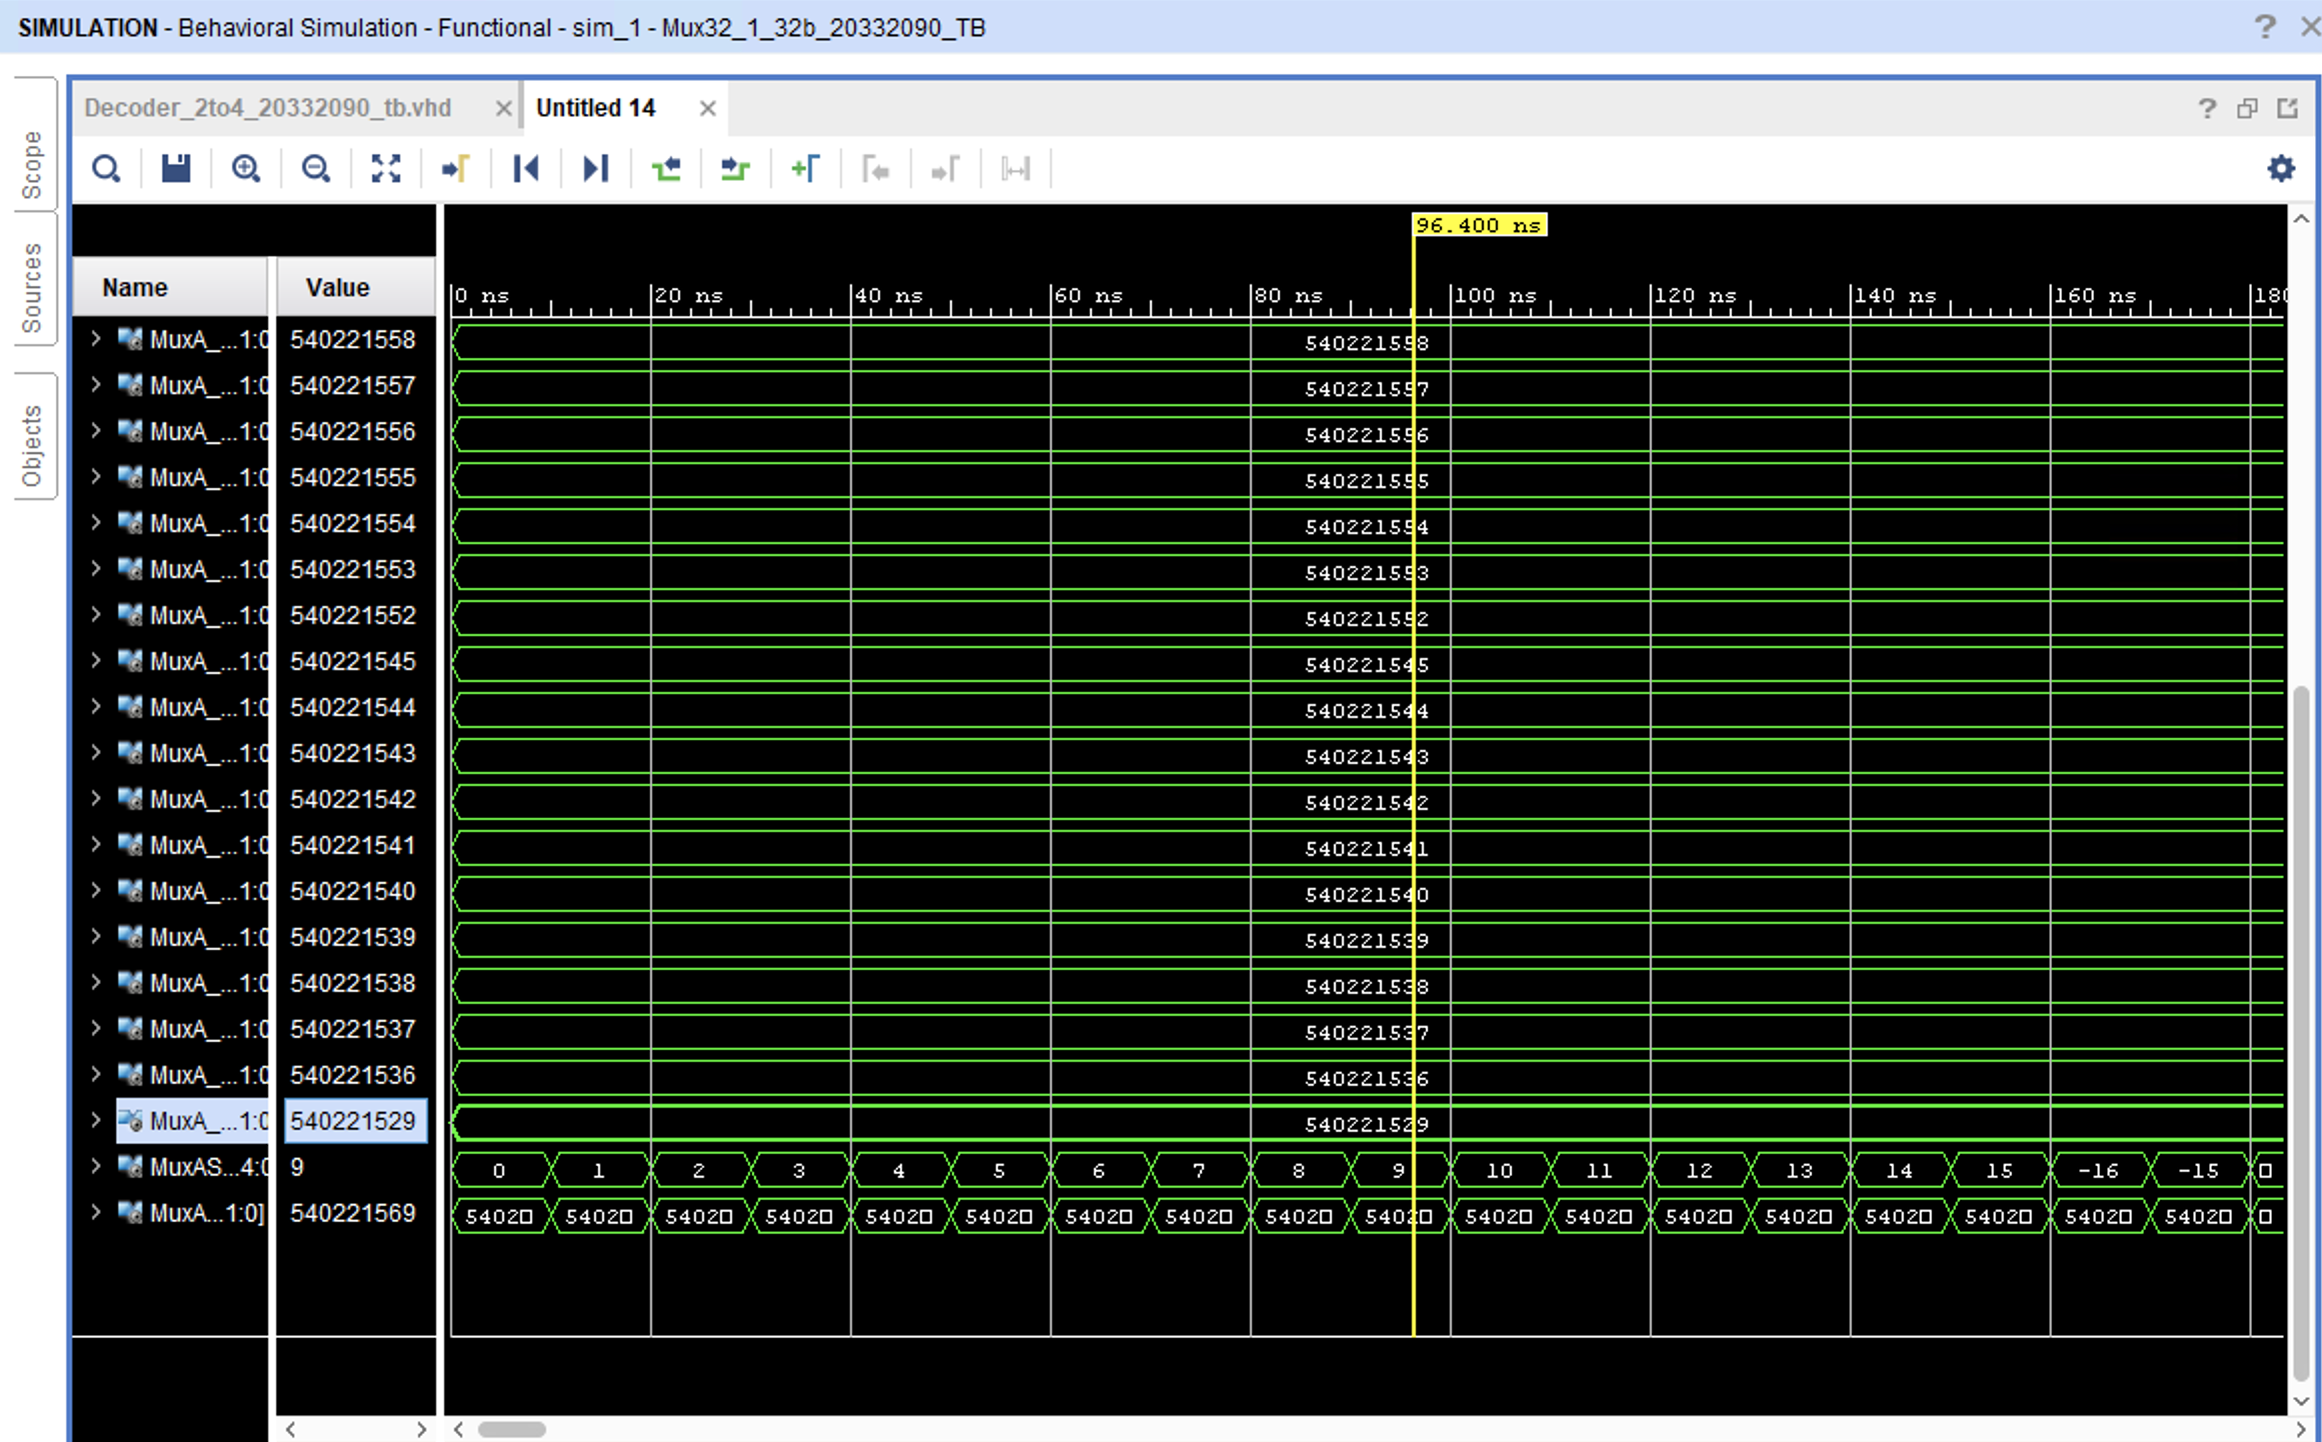 SIMULATION - Behavioral Simulation - Functional - sim_1 - Mux32_1_32b_20332090_TB
Scope
Sources
Objects
Decoder_2to4_20332090_tb.vhd
Untitled 14
96.400 ns
Name Value
0 ns 20 ns 40 ns 60 ns 80 ns 100 ns 120 ns 140 ns 160 ns 180
MuxA_...1:0 540221558 540221558
MuxA_...1:0 540221557 540221557
MuxA_...1:0 540221556 540221556
MuxA_...1:0 540221555 540221555
MuxA_...1:0 540221554 540221554
MuxA_...1:0 540221553 540221553
MuxA_...1:0 540221552 540221552
MuxA_...1:0 540221545 540221545
MuxA_...1:0 540221544 540221544
MuxA_...1:0 540221543 540221543
MuxA_...1:0 540221542 540221542
MuxA_...1:0 540221541 540221541
MuxA_...1:0 540221540 540221540
MuxA_...1:0 540221539 540221539
MuxA_...1:0 540221538 540221538
MuxA_...1:0 540221537 540221537
MuxA_...1:0 540221536 540221536
MuxA_...1:0 540221529 540221529
MuxAS...4:0 9 0 1 2 3 4 5 6 7 8 9 10 11 12 13 14 15 -16 -15
MuxA...1:0] 540221569 5402□ 5402□ 5402□ 5402□ 5402□ 5402□ 5402□ 5402□ 5402□ 5402□ 5402□ 5402□ 5402□ 5402□ 5402□ 5402□ 5402□ 5402□